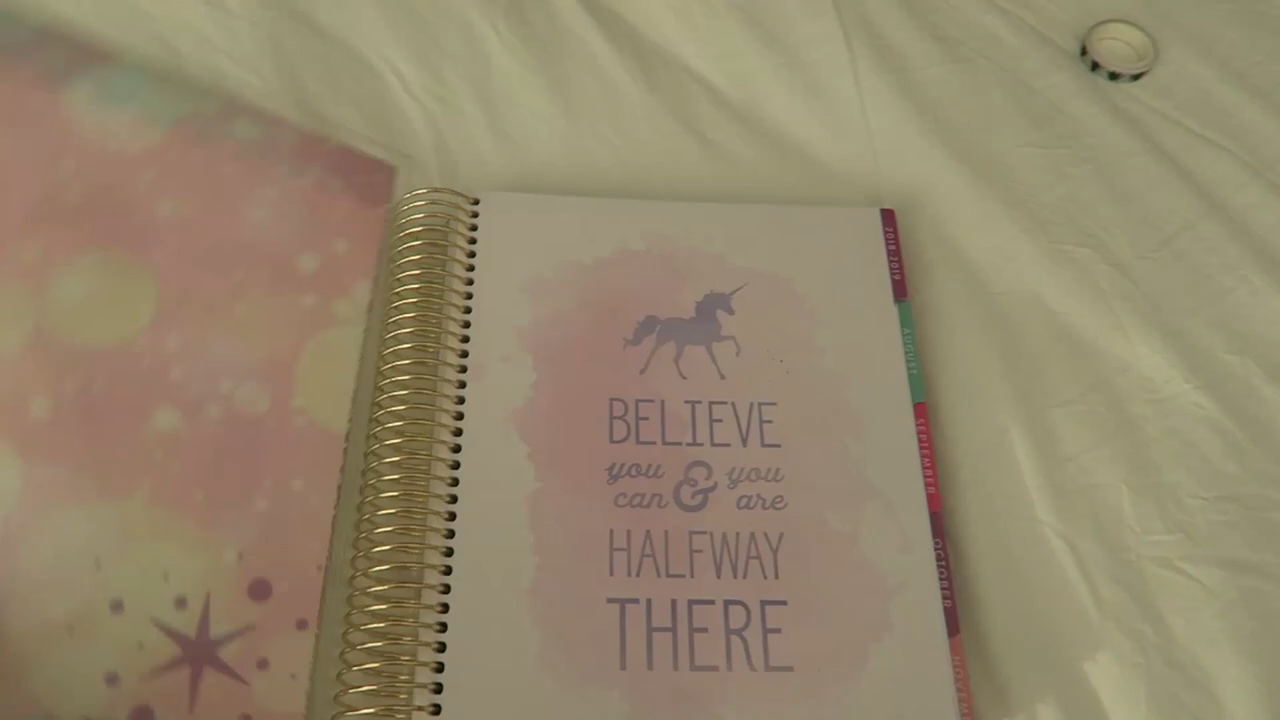 BELIEVE
you & you
can are
HALFWAY
THERE
2018-2019
AUGUST
SEPTEMBER
OCTOBER